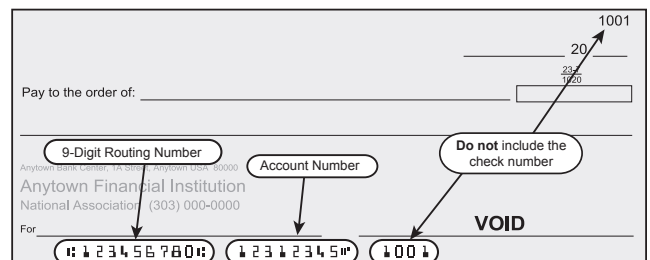 1001
20
23-7
1020
Pay to the order of:
9-Digit Routing Number
Account Number
Do not include the
check number
Anytown Bank Center, 1A Street, Anytown USA 80000
Anytown Financial Institution
National Association (303) 000-0000
VOID
For
⑆123456780⑆ 12312345⑈ 1001